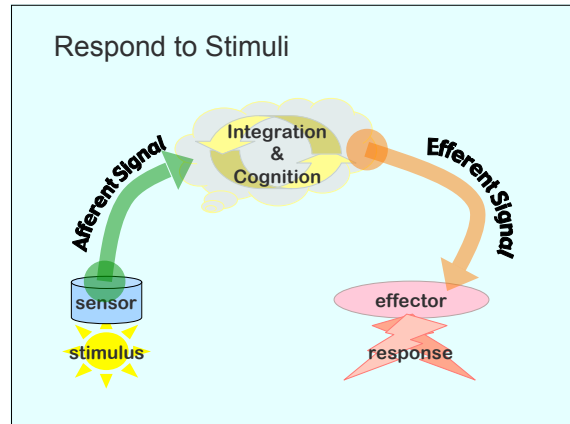 Respond to Stimuli
Afferent Signal
Integration
&
Cognition
Efferent Signal
sensor
stimulus
effector
response